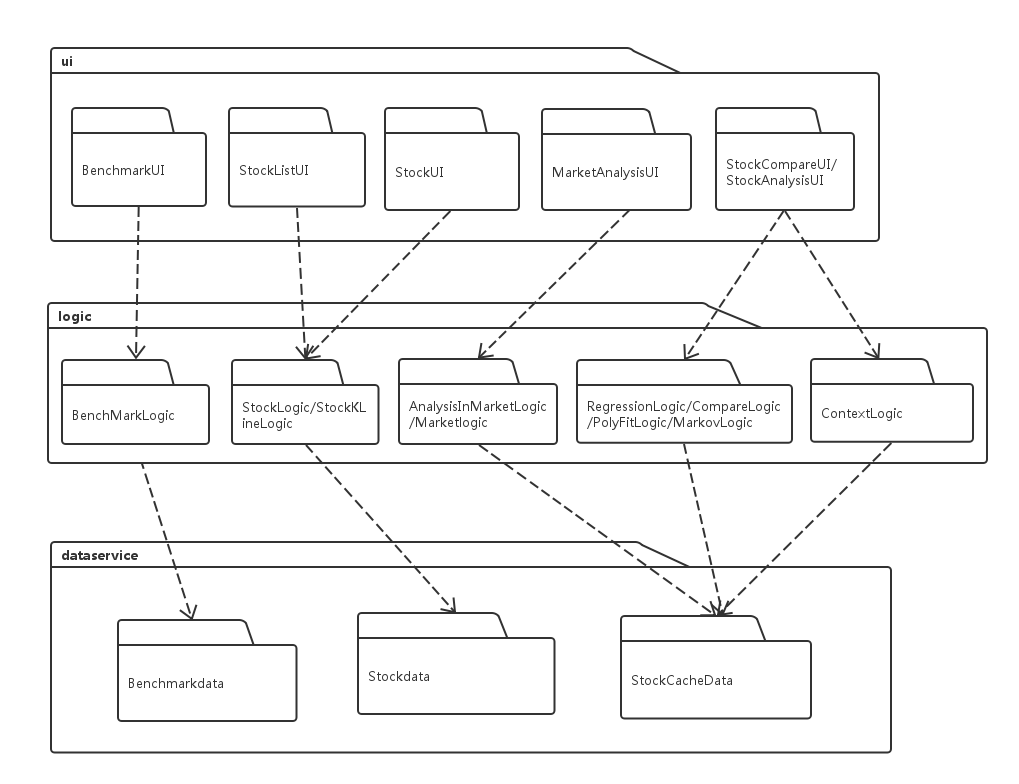 ui
BenchmarkUI
StockListUI
StockUI
MarketAnalysisUI
StockCompareUI/
StockAnalysisUI
logic
BenchMarkLogic
StockLogic/StockKL
ineLogic
AnalysisInMarketLogic
/Marketlogic
RegressionLogic/CompareLogic
/PolyFitLogic/MarkovLogic
ContextLogic
dataservice
Benchmarkdata
Stockdata
StockCacheData